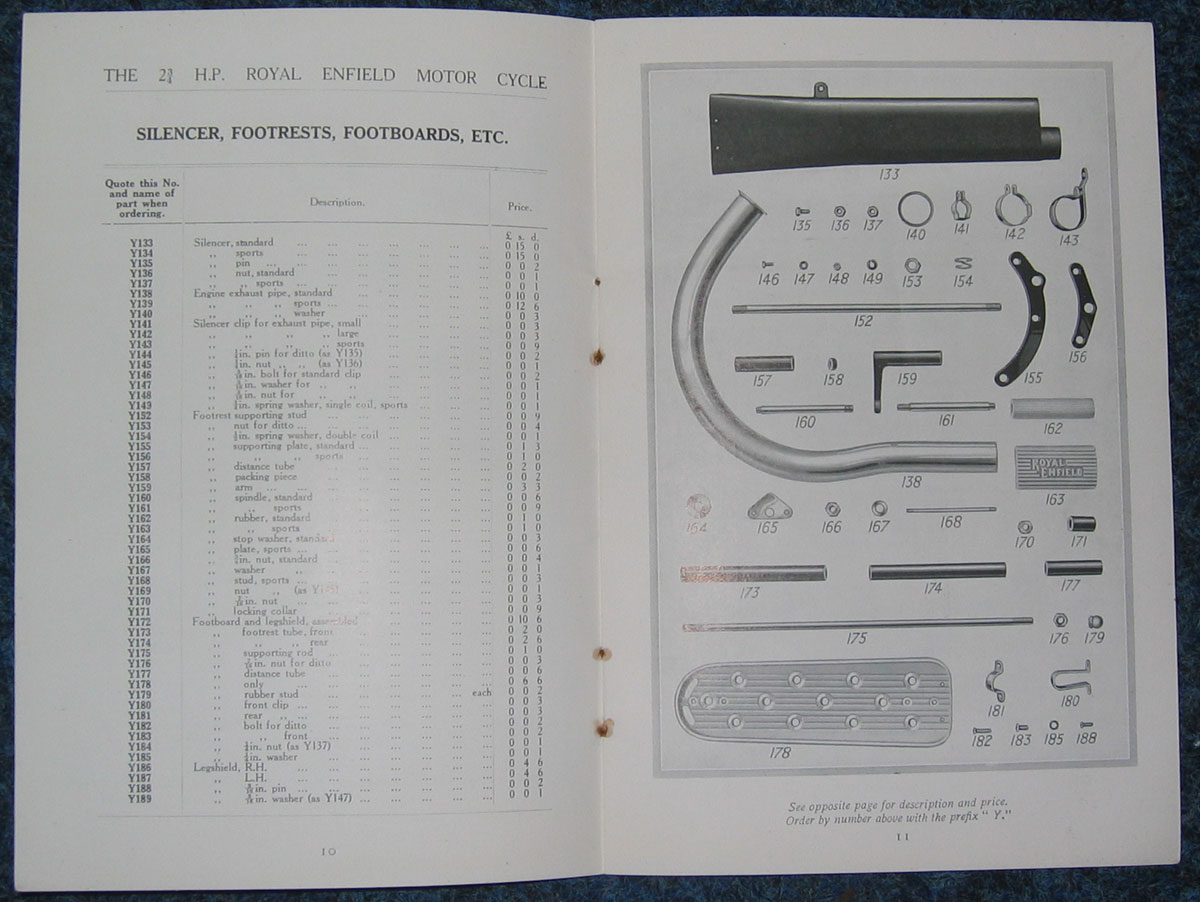 THE 2¾ H.P. ROYAL ENFIELD MOTOR CYCLE
SILENCER, FOOTRESTS, FOOTBOARDS, ETC.
Quote this No.
and name of
part when
ordering.
Description.
Price.
£ s. d.
Y133 Silencer, standard ... 0 15 0
Y134 ,, sports ... 0 15 0
Y135 ,, pin ... 0 0 2
Y136 ,, nut, standard ... 0 0 1
Y137 ,, ,, sports ... 0 0 1
Y138 Engine exhaust pipe, standard ... 0 10 0
Y139 ,, ,, ,, sports ... 0 12 6
Y140 ,, ,, ,, washer ... 0 0 3
Y141 Silencer clip for exhaust pipe, small ... 0 0 3
Y142 ,, ,, ,, ,, large ... 0 0 3
Y143 ,, ,, ,, ,, sports ... 0 0 9
Y144 ,, in. pin for ditto (as Y135) ... 0 0 2
Y145 ,, in. nut ,, ,, (as Y136) ... 0 0 1
Y146 ,, in. bolt for standard clip ... 0 0 2
Y147 ,, in. washer for ,, ,, ... 0 0 1
Y148 ,, in. nut for ,, ,, ... 0 0 1
Y149 ,, in. spring washer, single coil, sports ... 0 0 1
Y152 Footrest supporting stud ... 0 0 9
Y153 ,, nut for ditto ... 0 0 4
Y154 ,, in. spring washer, double coil ... 0 0 1
Y155 ,, supporting plate, standard ... 0 1 3
Y156 ,, ,, ,, sports ... 0 1 0
Y157 ,, distance tube ... 0 2 0
Y158 ,, packing piece ... 0 0 2
Y159 ,, arm ... 0 3 3
Y160 ,, spindle, standard ... 0 0 6
Y161 ,, ,, sports ... 0 0 9
Y162 ,, rubber, standard ... 0 1 0
Y163 ,, ,, sports ... 0 1 0
Y164 ,, stop washer, standard ... 0 0 3
Y165 ,, plate, sports ... 0 0 6
Y166 ,, in. nut, standard ... 0 0 4
Y167 ,, washer ,, ... 0 0 1
Y168 ,, stud, sports ... 0 0 3
Y169 ,, nut ,, (as ... 0 0 1
Y170 ,, in. nut ... 0 0 3
Y171 ,, locking collar ... 0 0 9
Y172 Footboard and legshield, assembled ... 0 10 6
Y173 ,, footrest tube, front ... 0 2 0
Y174 ,, ,, ,, rear ... 0 2 6
Y175 ,, supporting rod ... 0 1 0
Y176 ,, in. nut for ditto ... 0 0 3
Y177 ,, distance tube ... 0 0 6
Y178 ,, only ... 0 6 6
Y179 ,, rubber stud ... each 0 0 2
Y180 ,, front clip ... 0 0 3
Y181 ,, rear ,, ... 0 0 3
Y182 ,, bolt for ditto ... 0 0 2
Y183 ,, ,, front ... 0 0 2
Y184 ,, in. nut (as Y137) ... 0 0 1
Y185 ,, in. washer ... 0 0 1
Y186 Legshield, R.H. ... 0 4 6
Y187 ,, L.H. ... 0 4 6
Y188 ,, in. pin ... 0 0 2
Y189 ,, in. washer (as Y147) ... 0 0 1
10
133
135 136 137 140 141 142 143
146 147 148 149 153 154
152
155
156
157 158 159
160 161 162
138
ROYAL
ENFIELD
163
164 165 166 167 168
170 171
173 174 177
175 176 179
178 181 180
182 183 185 188
See opposite page for description and price.
Order by number above with the prefix " Y."
11